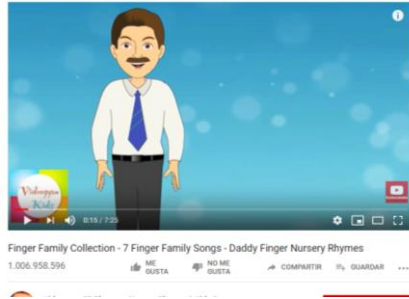 Videogyan
Kidz
0:15 / 7:25
Finger Family Collection - 7 Finger Family Songs - Daddy Finger Nursery Rhymes
1.006.958.596
ME GUSTA
NO ME GUSTA
COMPARTIR
GUARDAR